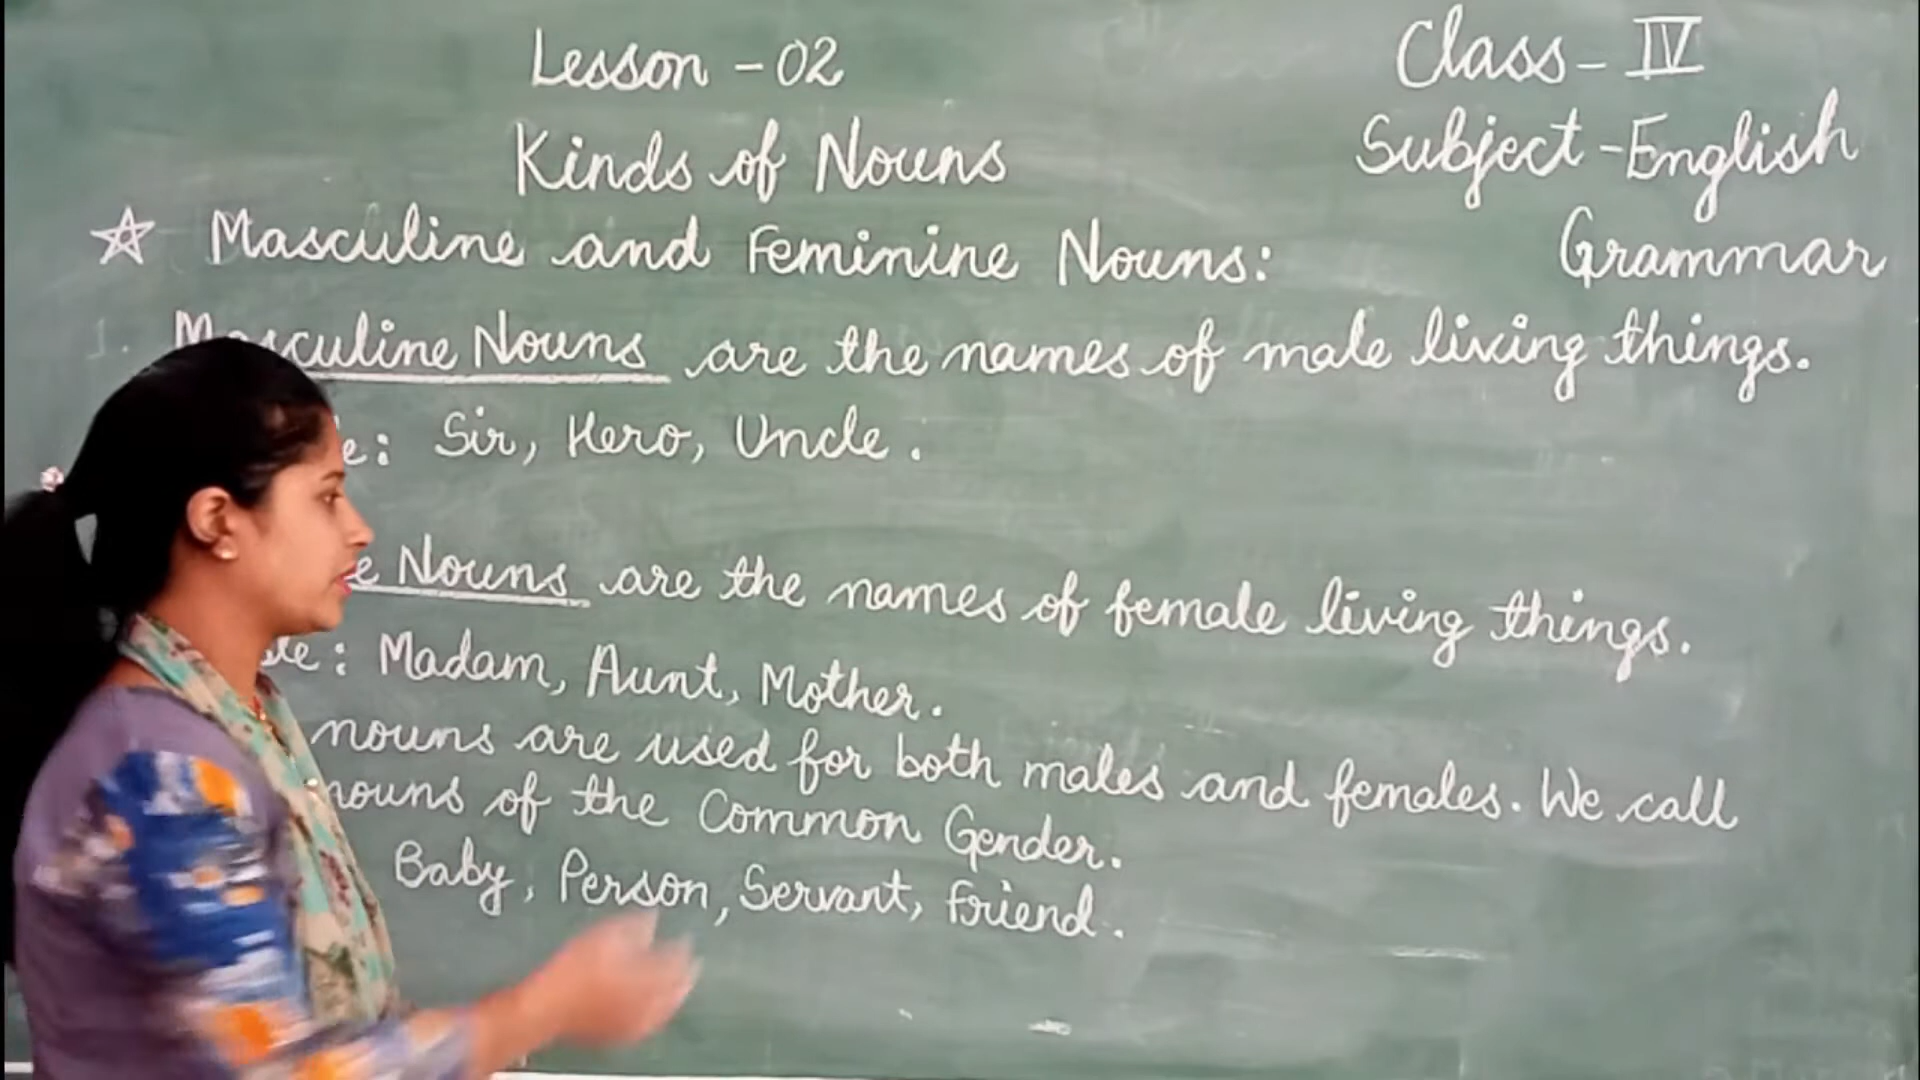 Lesson - 02
Class - IV
Kinds of Nouns
Subject - English
Grammar
☆ Masculine and Feminine Nouns:
1. Masculine Nouns are the names of male living things.
Sir, Hero, Uncle.
Nouns are the names of female living things.
Madam, Aunt, Mother.
nouns are used for both males and females. We call
nouns of the Common Gender.
Baby, Person, Servant, Friend.